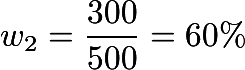 w₂ = 300/500 = 60%